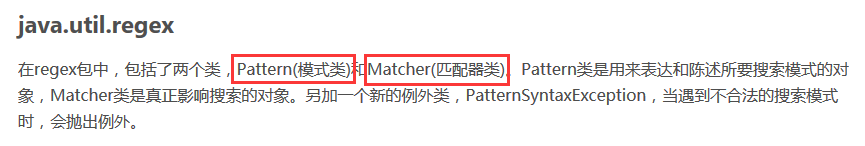 java.util.regex
在regex包中，包括了两个类，Pattern(模式类)和Matcher(匹配器类)。Pattern类是用来表达和陈述所要搜索模式的对
象，Matcher类是真正影响搜索的对象。另加一个新的例外类，PatternSyntaxException，当遇到不合法的搜索模式
时，会抛出例外。